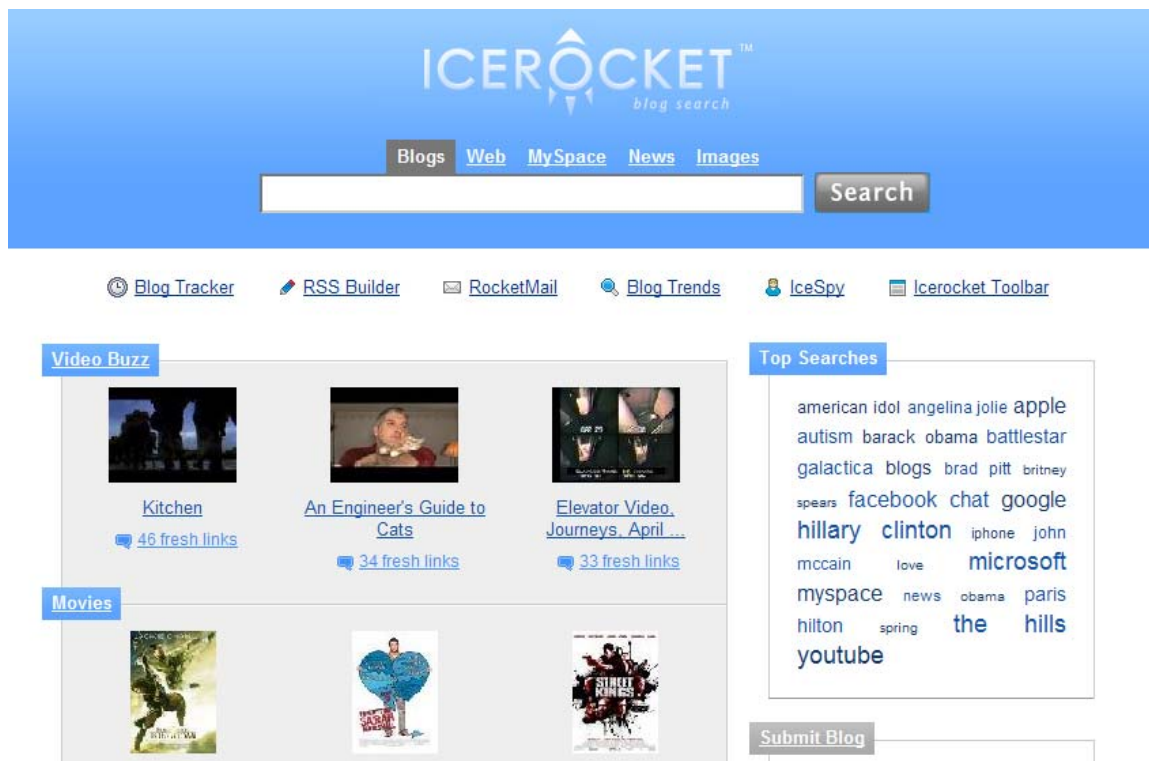 ICEROCKET™
blog search
Blogs Web MySpace News Images
Search
Blog Tracker RSS Builder RocketMail Blog Trends IceSpy Icerocket Toolbar
Video Buzz
Kitchen
46 fresh links
An Engineer's Guide to
Cats
34 fresh links
Elevator Video,
Journeys, April ...
33 fresh links
Movies
JACKIE CHAN
SARAH
STREET
KINGS
Top Searches
american idol angelina jolie apple
autism barack obama battlestar
galactica blogs brad pitt britney
spears facebook chat google
hillary clinton iphone john
mccain love microsoft
myspace news obama paris
hilton spring the hills
youtube
Submit Blog